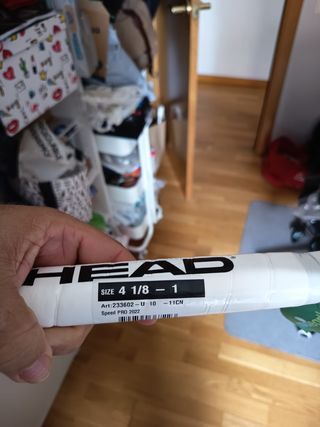 HEAD
SIZE 4 1/8 - 1
Art:233602-U 10 -11CN
Speed PRO 2022